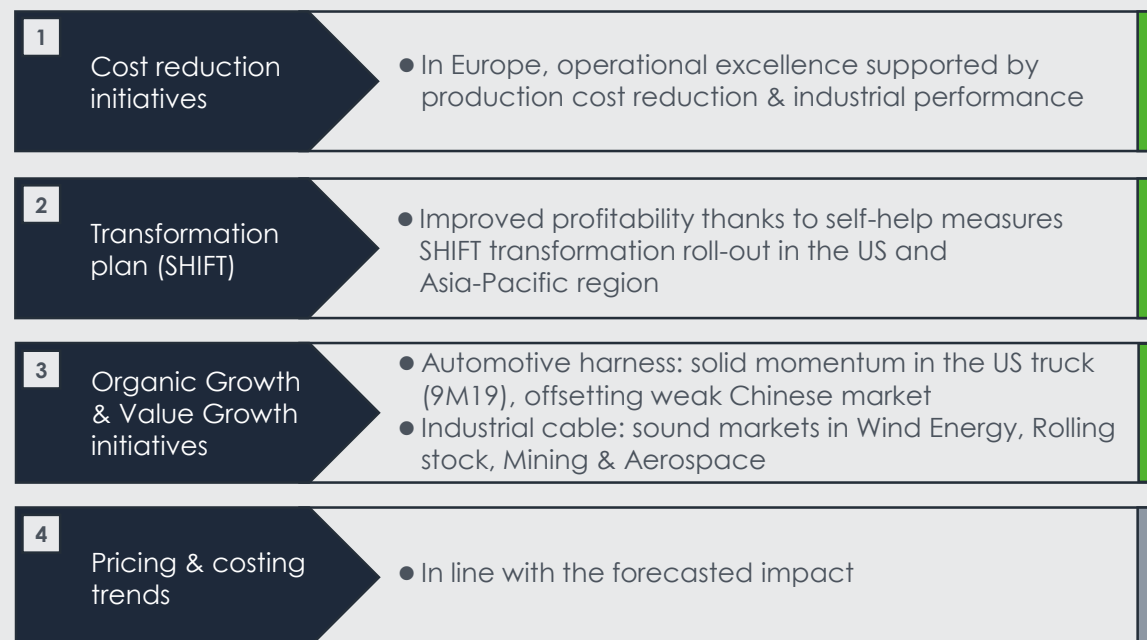 1
Cost reduction
initiatives
● In Europe, operational excellence supported by
production cost reduction & industrial performance
2
Transformation
plan (SHIFT)
● Improved profitability thanks to self-help measures
SHIFT transformation roll-out in the US and
Asia-Pacific region
3
Organic Growth
& Value Growth
initiatives
● Automotive harness: solid momentum in the US truck
(9M19), offsetting weak Chinese market
● Industrial cable: sound markets in Wind Energy, Rolling
stock, Mining & Aerospace
4
Pricing & costing
trends
● In line with the forecasted impact